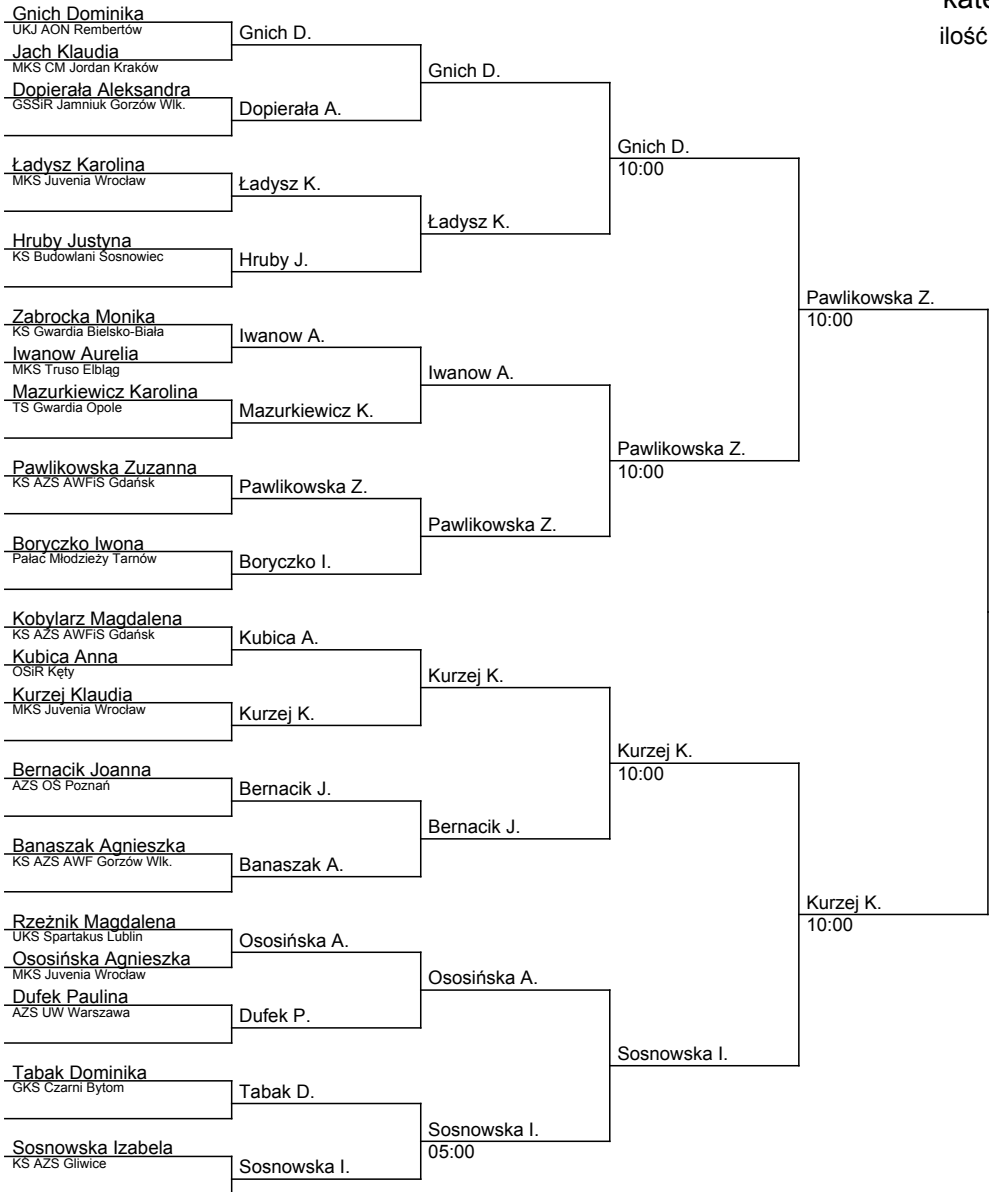 kate
ilość
Gnich Dominika
UKJ AON Rembertów
Jach Klaudia
MKS CM Jordan Kraków
Dopierała Aleksandra
GSSiR Jamniuk Gorzów Wlk.
Ładysz Karolina
MKS Juvenia Wrocław
Hruby Justyna
KS Budowlani Sosnowiec
Zabrocka Monika
KS Gwardia Bielsko-Biała
Iwanow Aurelia
MKS Truso Elbląg
Mazurkiewicz Karolina
TS Gwardia Opole
Pawlikowska Zuzanna
KS AZS AWFiS Gdańsk
Boryczko Iwona
Pałac Młodzieży Tarnów
Kobylarz Magdalena
KS AZS AWFiS Gdańsk
Kubica Anna
OSiR Kęty
Kurzej Klaudia
MKS Juvenia Wrocław
Bernacik Joanna
AZS OŚ Poznań
Banaszak Agnieszka
KS AZS AWF Gorzów Wlk.
Rzeżnik Magdalena
UKS Spartakus Lublin
Ososińska Agnieszka
MKS Juvenia Wrocław
Dufek Paulina
AZS UW Warszawa
Tabak Dominika
GKS Czarni Bytom
Sosnowska Izabela
KS AZS Gliwice
Gnich D.
Dopierała A.
Ładysz K.
Hruby J.
Iwanow A.
Mazurkiewicz K.
Pawlikowska Z.
Boryczko I.
Kubica A.
Kurzej K.
Bernacik J.
Banaszak A.
Ososińska A.
Dufek P.
Tabak D.
Sosnowska I.
Gnich D.
Ładysz K.
Iwanow A.
Pawlikowska Z.
Kurzej K.
Bernacik J.
Ososińska A.
Sosnowska I.
05:00
Gnich D.
10:00
Pawlikowska Z.
10:00
Kurzej K.
10:00
Sosnowska I.
Pawlikowska Z.
10:00
Kurzej K.
10:00